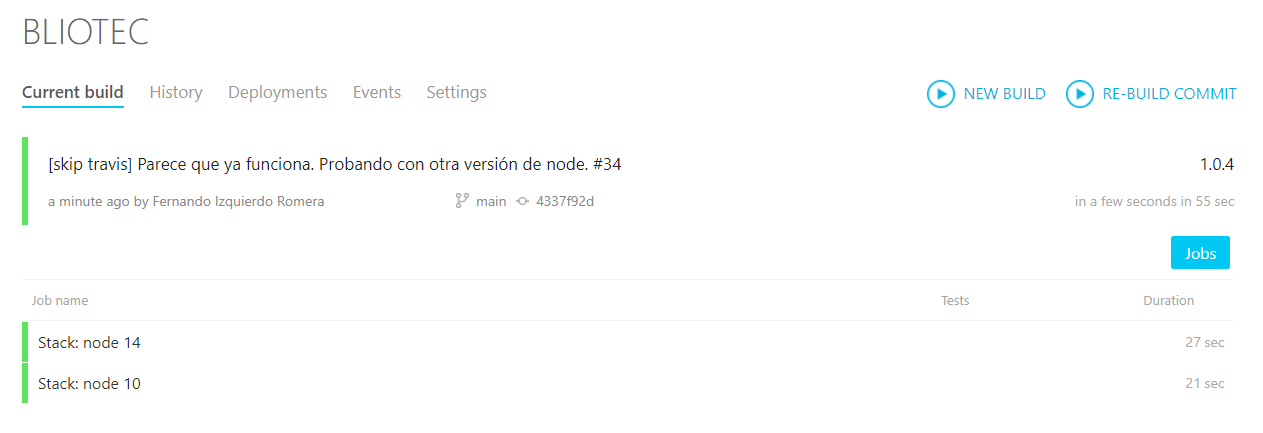 BLIOTEC
Current build History Deployments Events Settings NEW BUILD RE-BUILD COMMIT
[skip travis] Parece que ya funciona. Probando con otra versión de node. #34 1.0.4
a minute ago by Fernando Izquierdo Romera main 4337f92d in a few seconds in 55 sec
Jobs
Job name Tests Duration
Stack: node 14 27 sec
Stack: node 10 21 sec